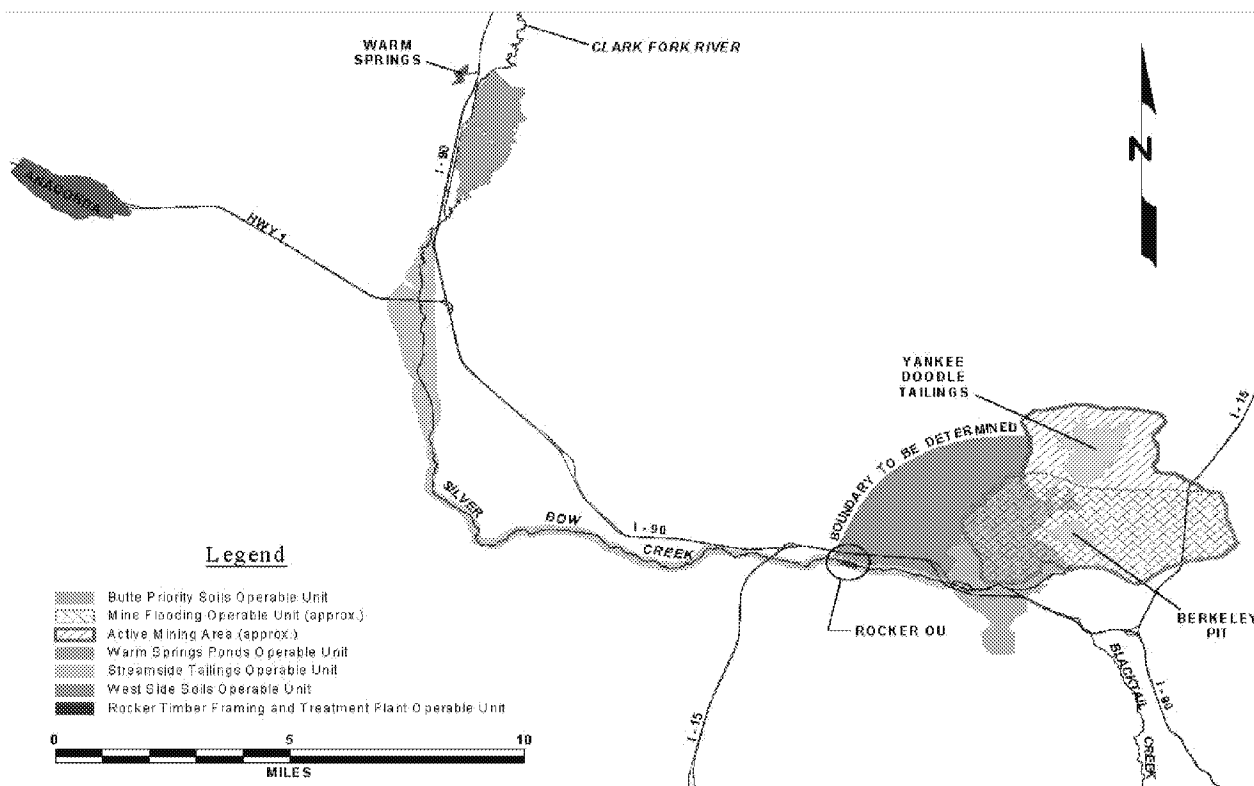 WARM
SPRINGS
CLARK FORK RIVER
I-90
N
ANACONDA
HWY 1
YANKEE
DOODLE
TAILINGS
I-15
BOUNDARY TO BE DETERMINED
SILVER
BOW
CREEK
I-90
ROCKER OU
BERKELEY
PIT
BLACKTAIL
CREEK
I-90
I-15
Legend
Butte Priority Soils Operable Unit
Mine Flooding Operable Unit (approx.)
Active Mining Area (approx.)
Warm Springs Ponds Operable Unit
Streamside Tailings Operable Unit
West Side Soils Operable Unit
Rocker Timber Framing and Treatment Plant Operable Unit
0 5 10
MILES